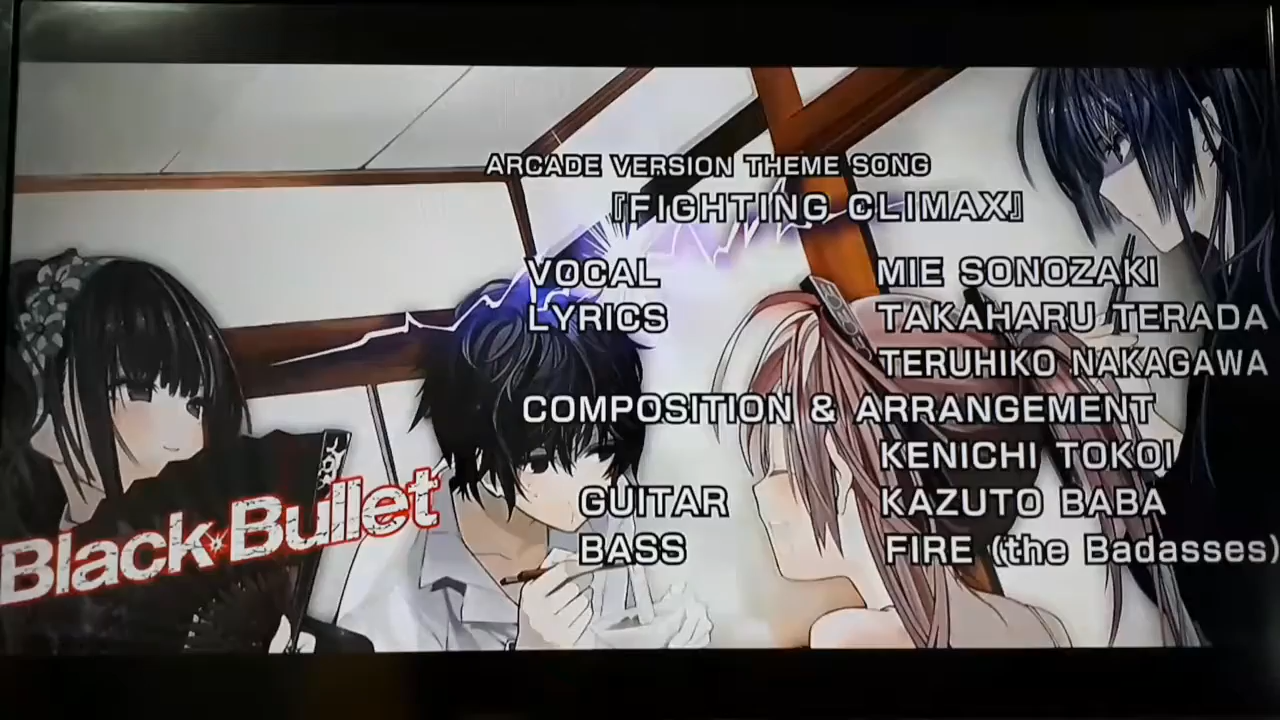 ARCADE VERSION THEME SONG
『FIGHTING CLIMAX』
VOCAL MIE SONOZAKI
LYRICS TAKAHARU TERADA
TERUHIKO NAKAGAWA
COMPOSITION & ARRANGEMENT
KENICHI TOKOI
GUITAR KAZUTO BABA
BASS FIRE (the Badasses)
Black Bullet